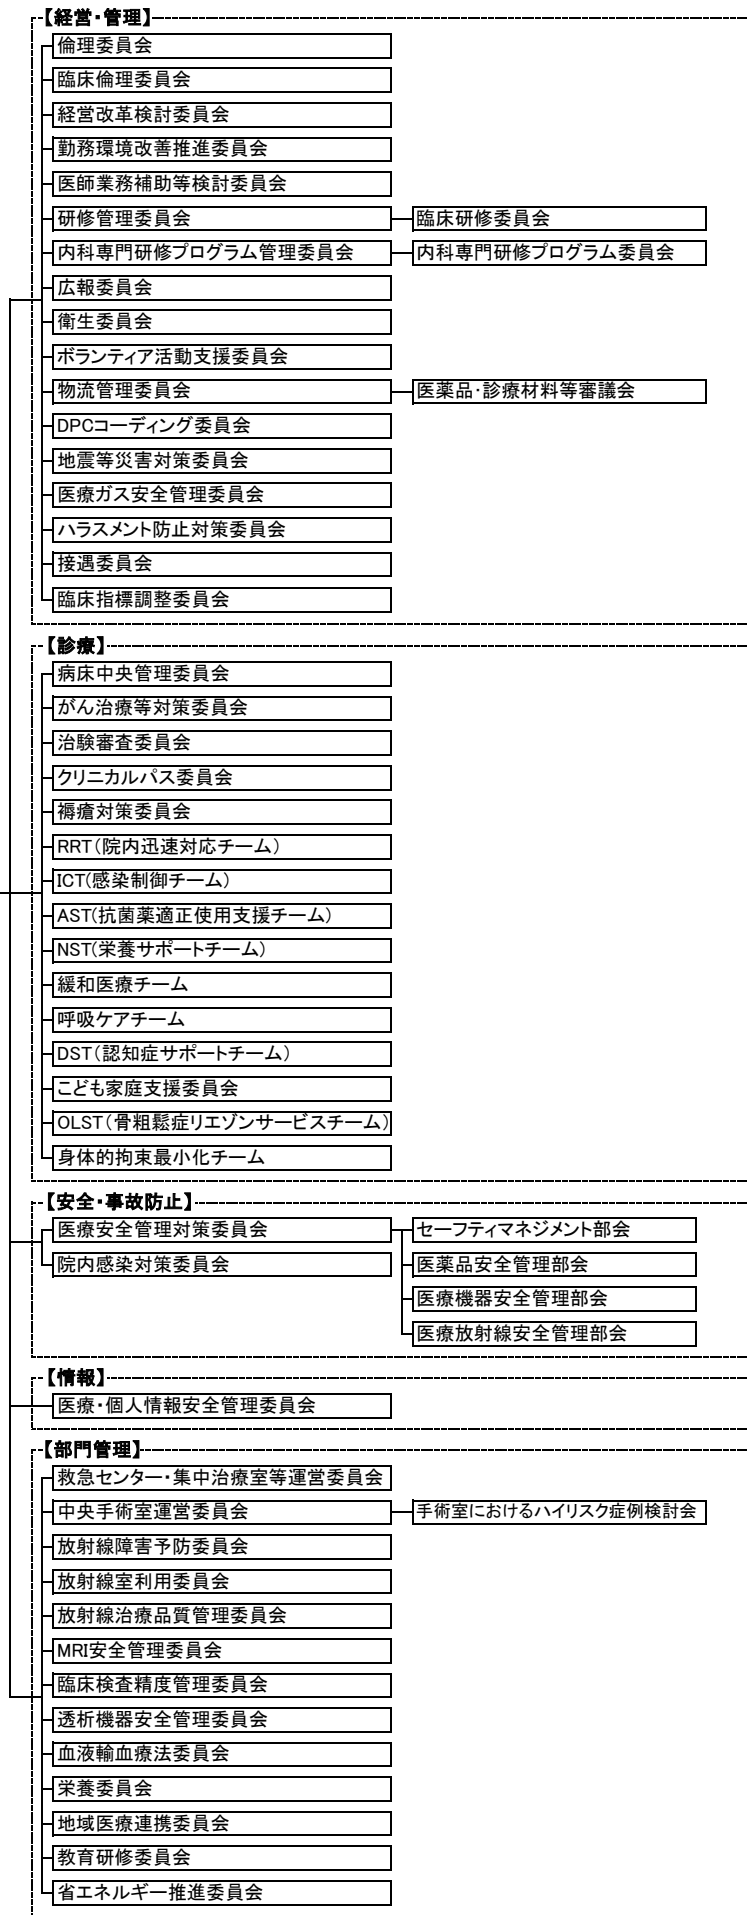 【経営・管理】
倫理委員会
臨床倫理委員会
経営改革検討委員会
勤務環境改善推進委員会
医師業務補助等検討委員会
研修管理委員会 臨床研修委員会
内科専門研修プログラム管理委員会 内科専門研修プログラム委員会
広報委員会
衛生委員会
ボランティア活動支援委員会
物流管理委員会 医薬品・診療材料等審議会
DPCコーディング委員会
地震等災害対策委員会
医療ガス安全管理委員会
ハラスメント防止対策委員会
接遇委員会
臨床指標調整委員会
【診療】
病床中央管理委員会
がん治療等対策委員会
治験審査委員会
クリニカルパス委員会
褥瘡対策委員会
RRT（院内迅速対応チーム）
ICT(感染制御チーム）
AST(抗菌薬適正使用支援チーム）
NST(栄養サポートチーム）
緩和医療チーム
呼吸ケアチーム
DST（認知症サポートチーム）
こども家庭支援委員会
OLST（骨粗鬆症リエゾンサービスチーム）
身体的拘束最小化チーム
【安全・事故防止】
医療安全管理対策委員会 セーフティマネジメント部会
院内感染対策委員会 医薬品安全管理部会
医療機器安全管理部会
医療放射線安全管理部会
【情報】
医療・個人情報安全管理委員会
【部門管理】
救急センター・集中治療室等運営委員会
中央手術室運営委員会 手術室におけるハイリスク症例検討会
放射線障害予防委員会
放射線室利用委員会
放射線治療品質管理委員会
MRI安全管理委員会
臨床検査精度管理委員会
透析機器安全管理委員会
血液輸血療法委員会
栄養委員会
地域医療連携委員会
教育研修委員会
省エネルギー推進委員会